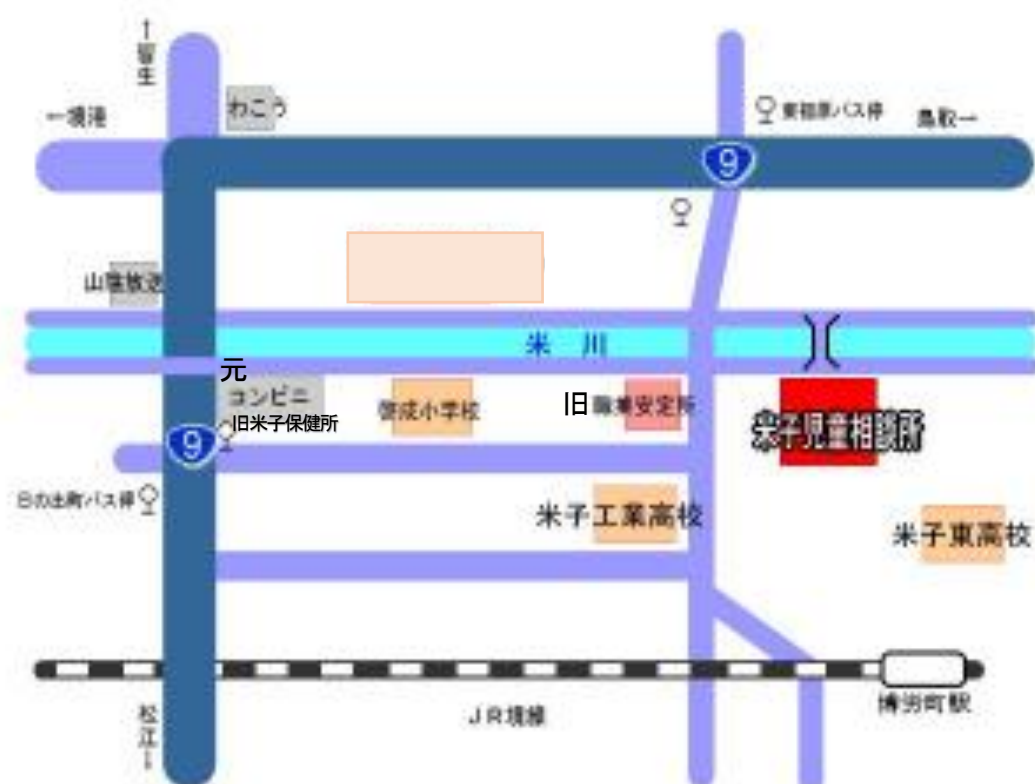 ↑皆生
わこう
←境港
東福原バス停
鳥取→
9
山陰放送
米 川
元
コンビニ
旧米子保健所
啓成小学校
旧 職業安定所
米子児童相談所
9
日の出町バス停
米子工業高校
米子東高校
松江↓
JR境線
博労町駅